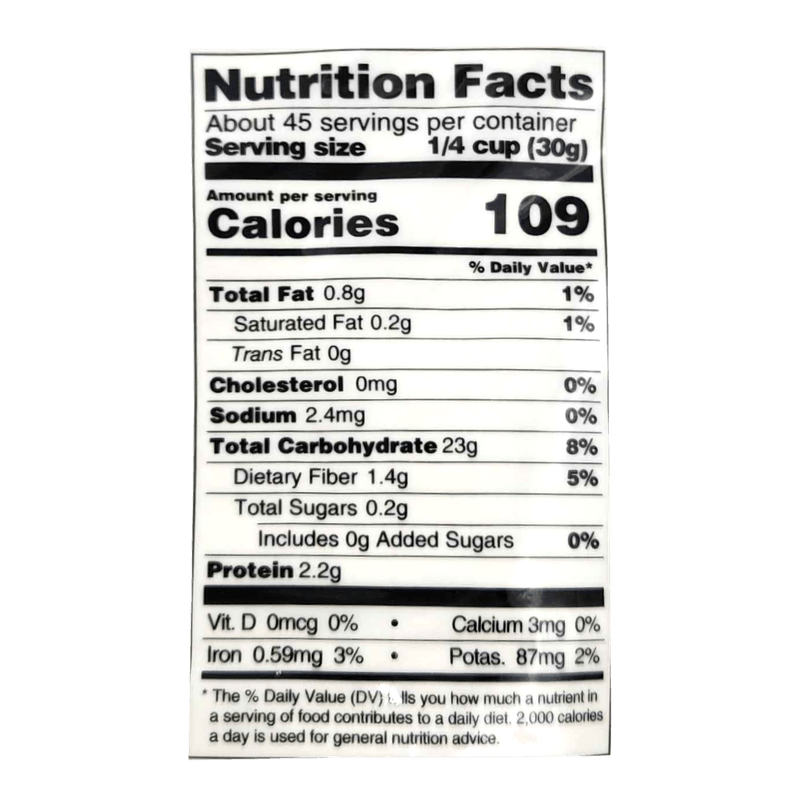 Nutrition Facts
About 45 servings per container
Serving size 1/4 cup (30g)
Amount per serving
Calories 109
% Daily Value*
Total Fat 0.8g 1%
Saturated Fat 0.2g 1%
Trans Fat 0g
Cholesterol 0mg 0%
Sodium 2.4mg 0%
Total Carbohydrate 23g 8%
Dietary Fiber 1.4g 5%
Total Sugars 0.2g
Includes 0g Added Sugars 0%
Protein 2.2g
Vit. D 0mcg 0% • Calcium 3mg 0%
Iron 0.59mg 3% • Potas. 87mg 2%
* The % Daily Value (DV) you how much a nutrient in
a serving of food contributes to a daily diet. 2,000 calories
a day is used for general nutrition advice.